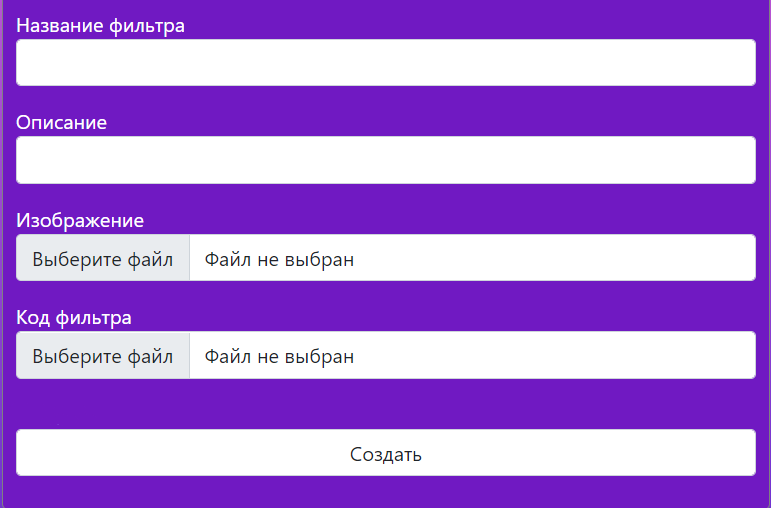 Название фильтра
Описание
Изображение
Выберите файл Файл не выбран
Код фильтра
Выберите файл Файл не выбран
Создать